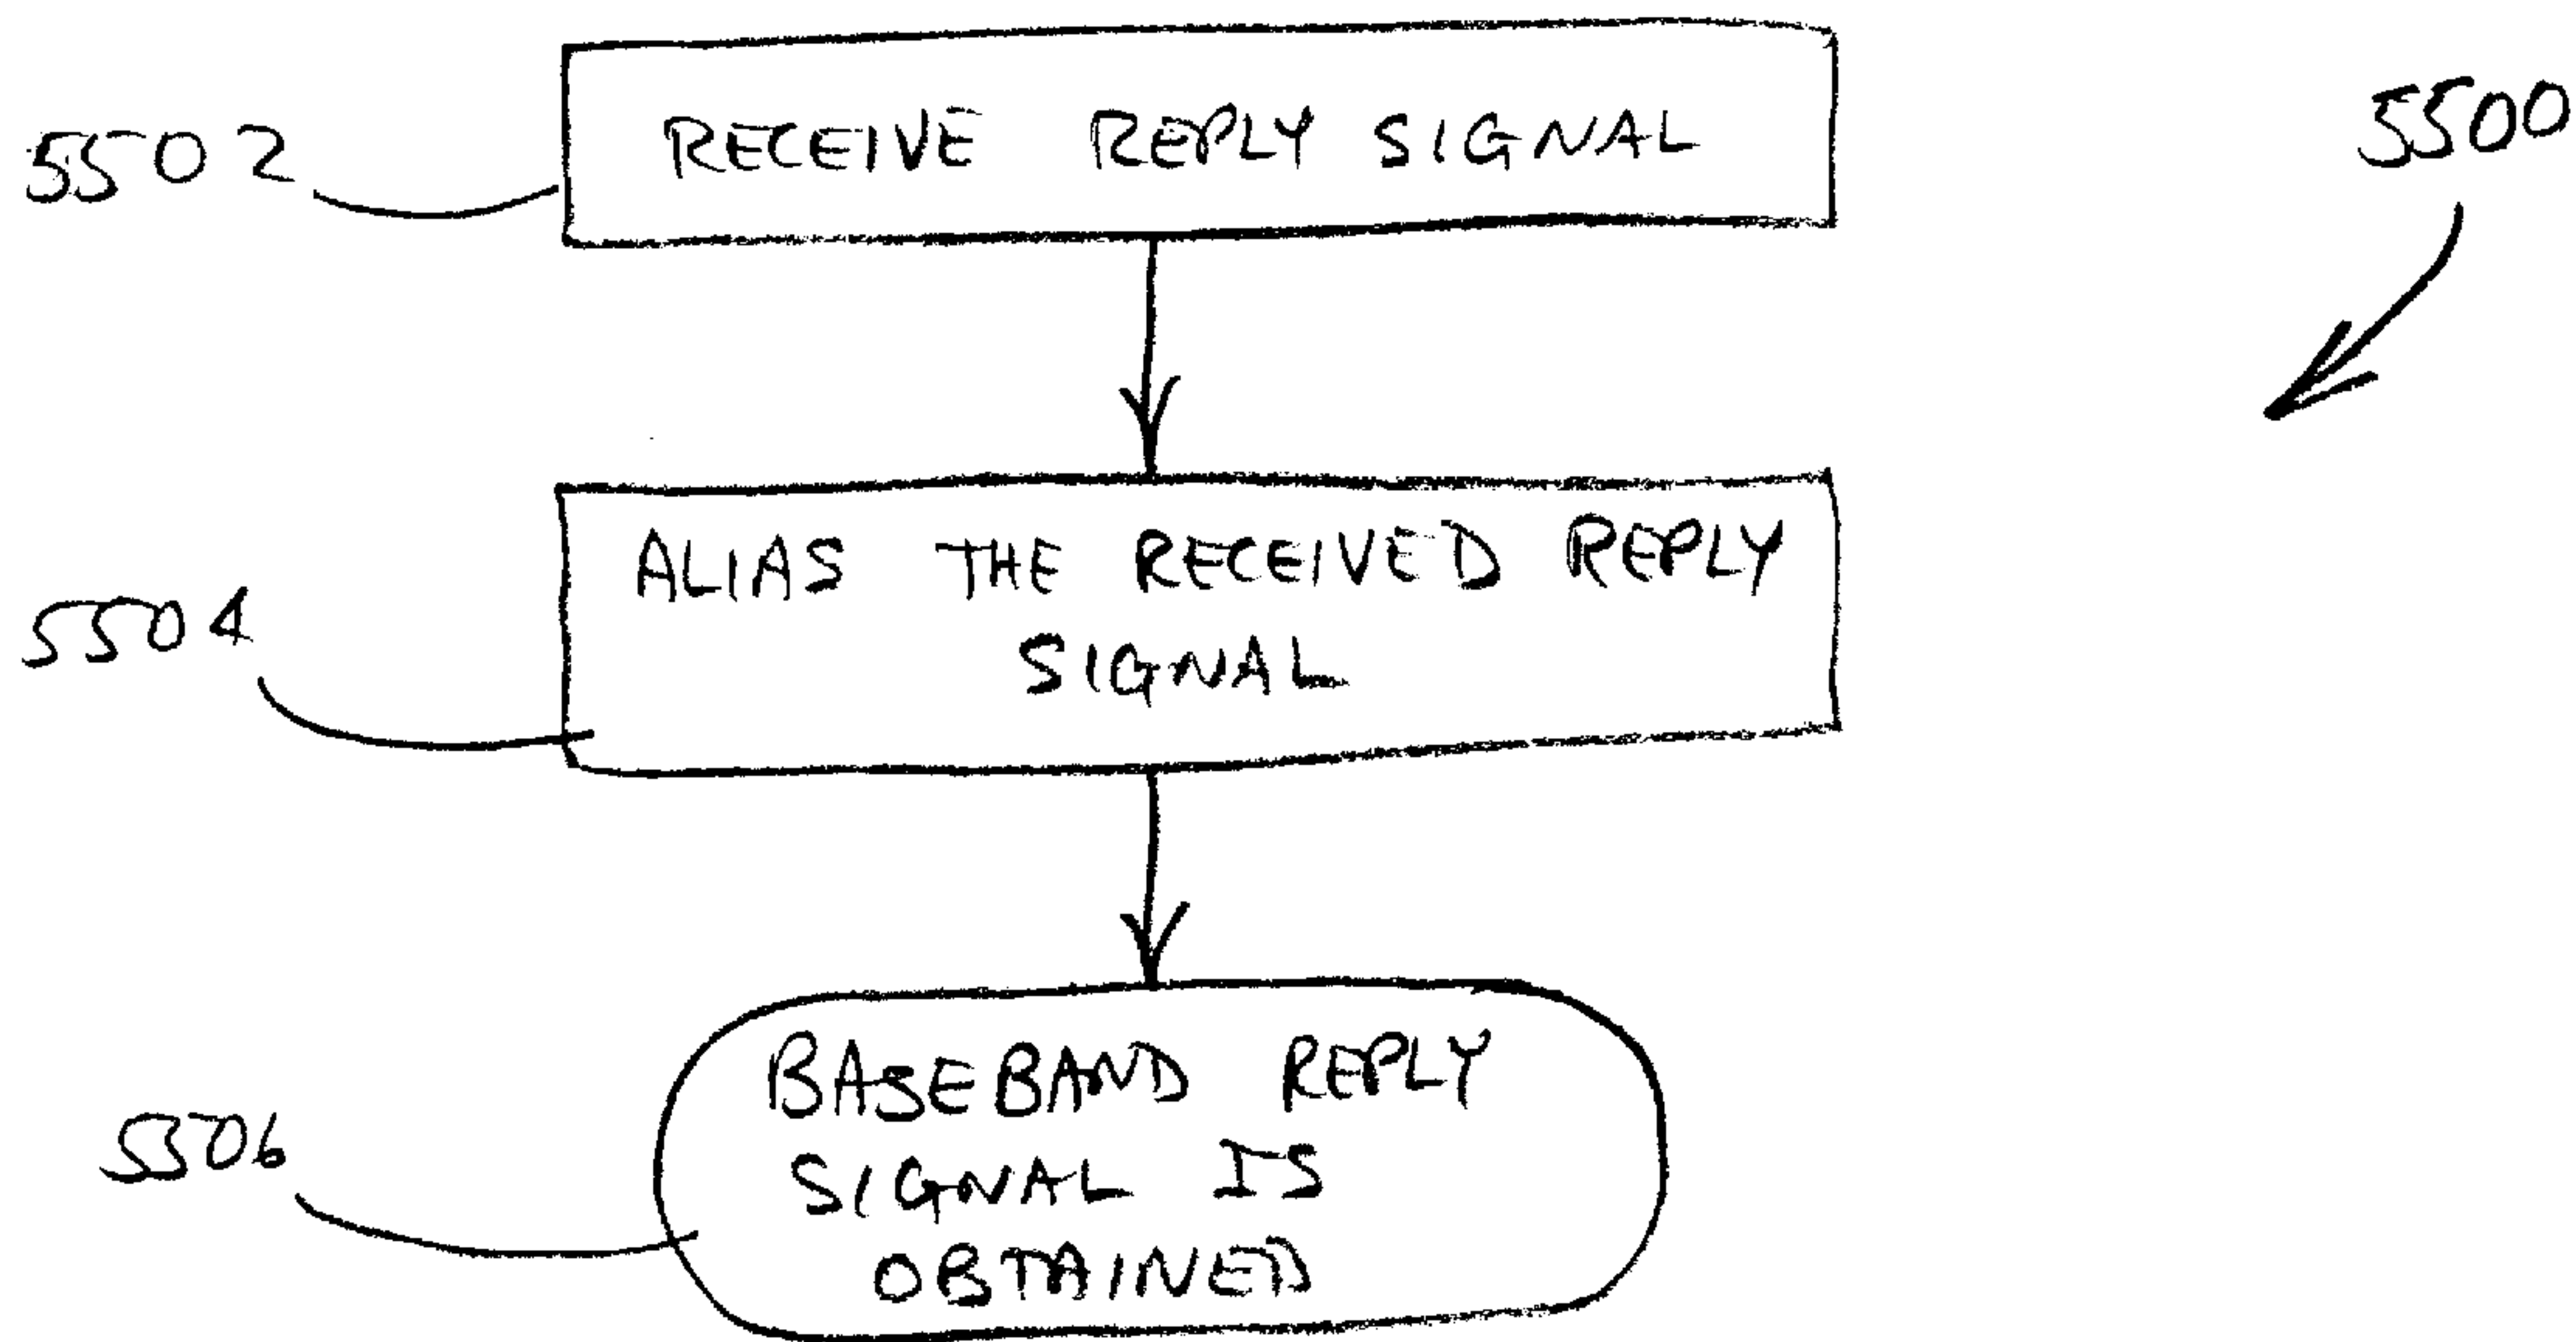 5500
5502
RECEIVE REPLY SIGNAL
5504
ALIAS THE RECEIVED REPLY
SIGNAL
5506
BASEBAND REPLY
SIGNAL IS
OBTAINED